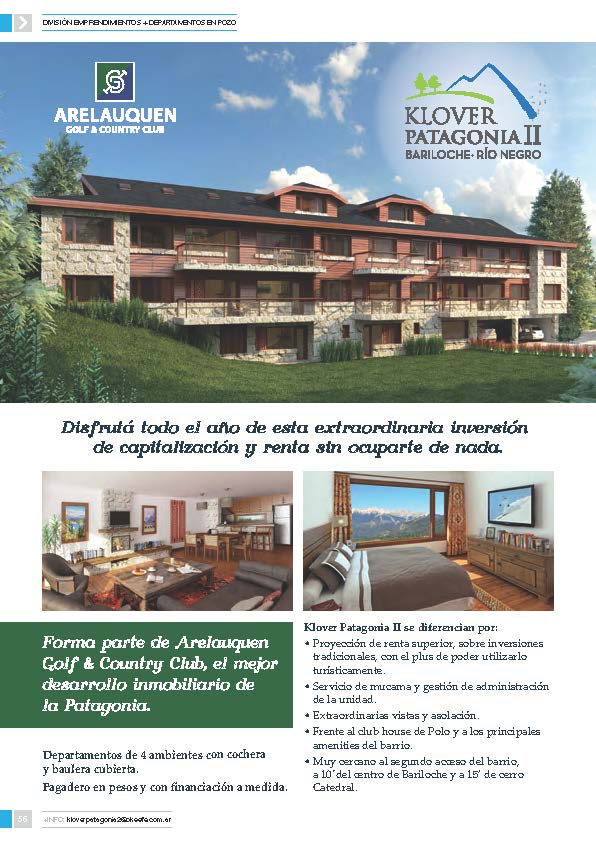 DIVISIÓN EMPRENDIMIENTOS + DEPARTAMENTOS EN POZO
ARELAUQUEN
GOLF & COUNTRY CLUB
KLOVER
PATAGONIA II
BARILOCHE • RÍO NEGRO
Disfrutá todo el año de esta extraordinaria inversión
de capitalización y renta sin ocuparte de nada.
Forma parte de Arelauquen
Golf & Country Club, el mejor
desarrollo inmobiliario de
la Patagonia.
Departamentos de 4 ambientes con cochera
y baulera cubierta.
Pagadero en pesos y con financiación a medida.
Klover Patagonia II se diferencian por:
• Proyección de renta superior, sobre inversiones
tradicionales, con el plus de poder utilizarlo
turísticamente.
• Servicio de mucama y gestión de administración
de la unidad.
• Extraordinarias vistas y asolación.
• Frente al club house de Polo y a los principales
amenities del barrio.
• Muy cercano al segundo acceso del barrio,
a 10´del centro de Bariloche y a 15´ de cerro
Catedral.
56
+INFO: kloverpatagonia2@okeefe.com.ar